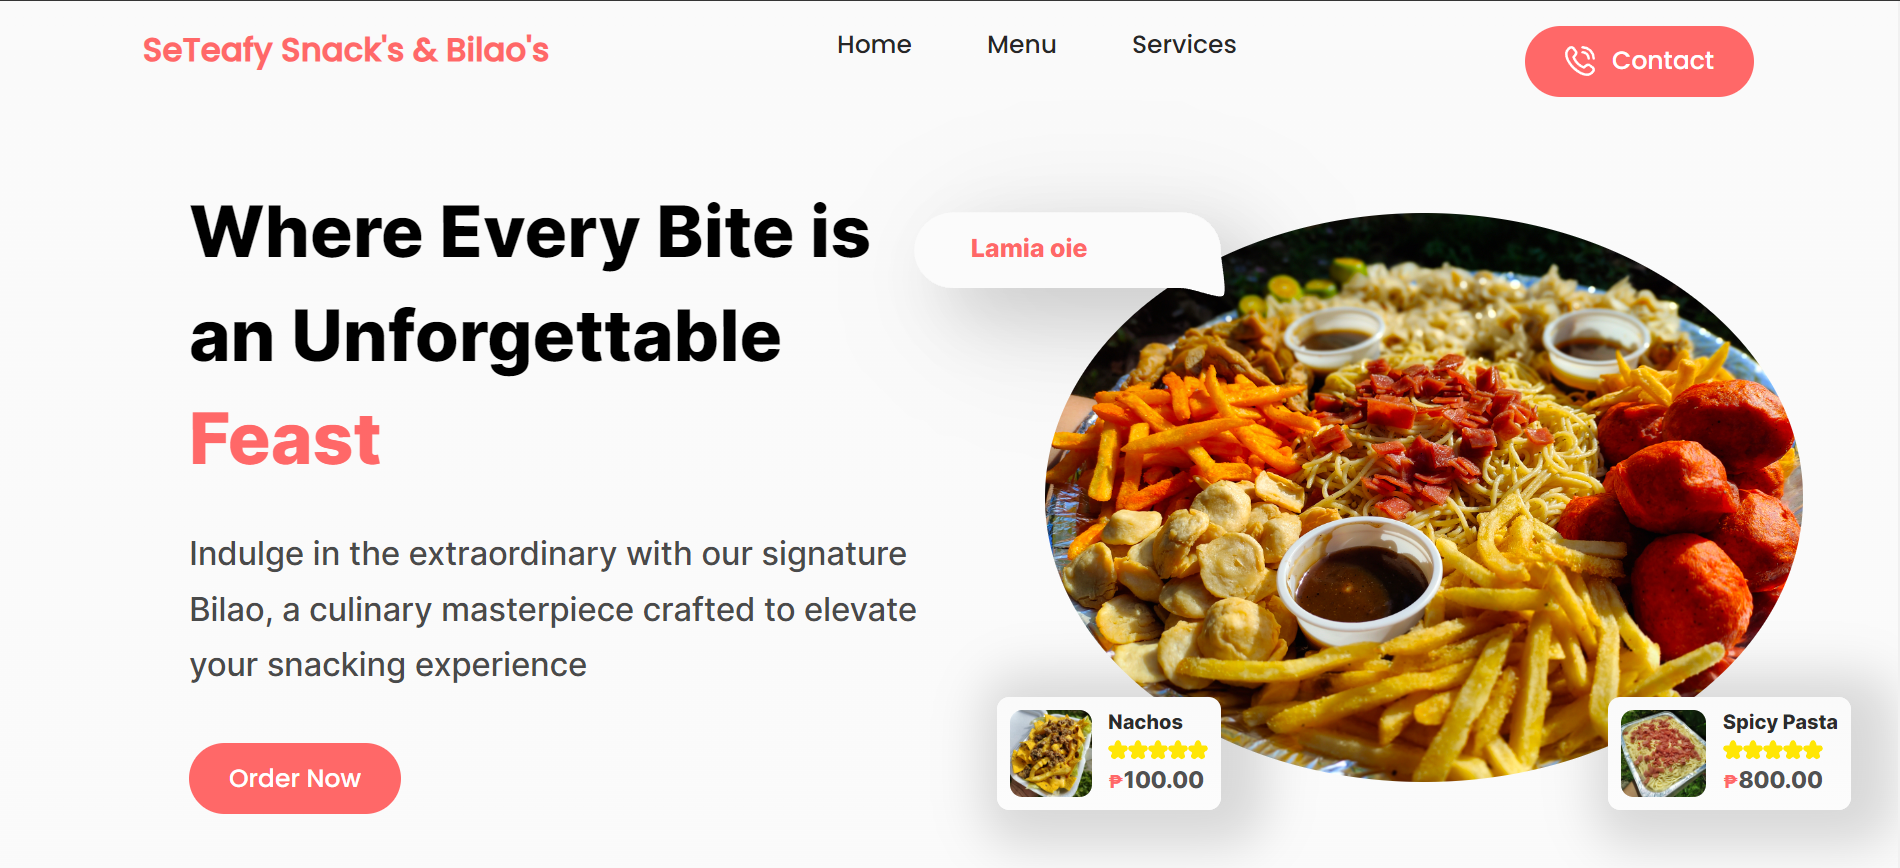 SeTeafy Snack's & Bilao's
Home
Menu
Services
Contact
Where Every Bite is
an Unforgettable
Feast
Lamia oie
Indulge in the extraordinary with our signature
Bilao, a culinary masterpiece crafted to elevate
your snacking experience
Order Now
Nachos
₱100.00
Spicy Pasta
₱800.00